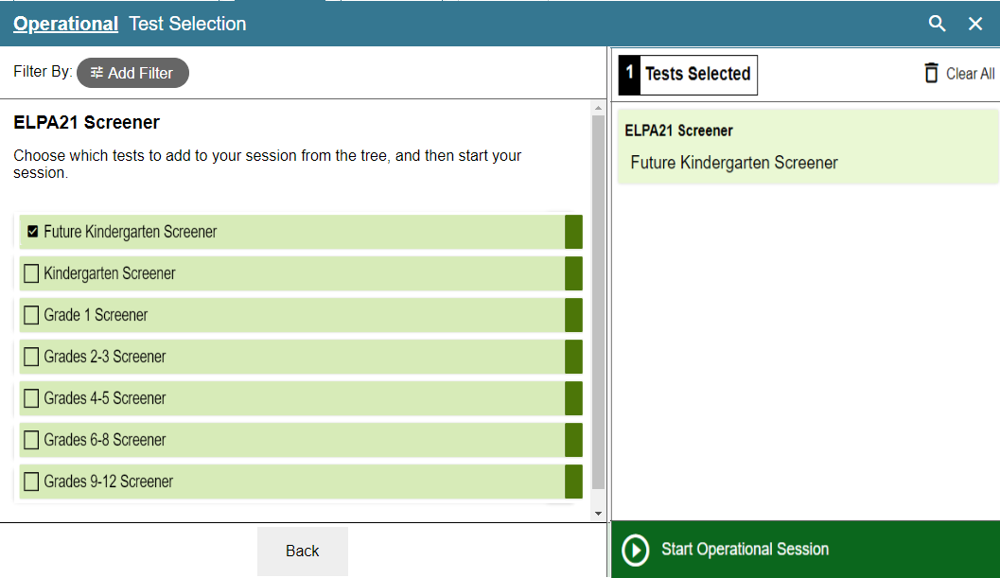 Operational Test Selection
Filter By: Add Filter
ELPA21 Screener
Choose which tests to add to your session from the tree, and then start your
session.
Future Kindergarten Screener
Kindergarten Screener
Grade 1 Screener
Grades 2-3 Screener
Grades 4-5 Screener
Grades 6-8 Screener
Grades 9-12 Screener
Back
1 Tests Selected
Clear All
ELPA21 Screener
Future Kindergarten Screener
Start Operational Session